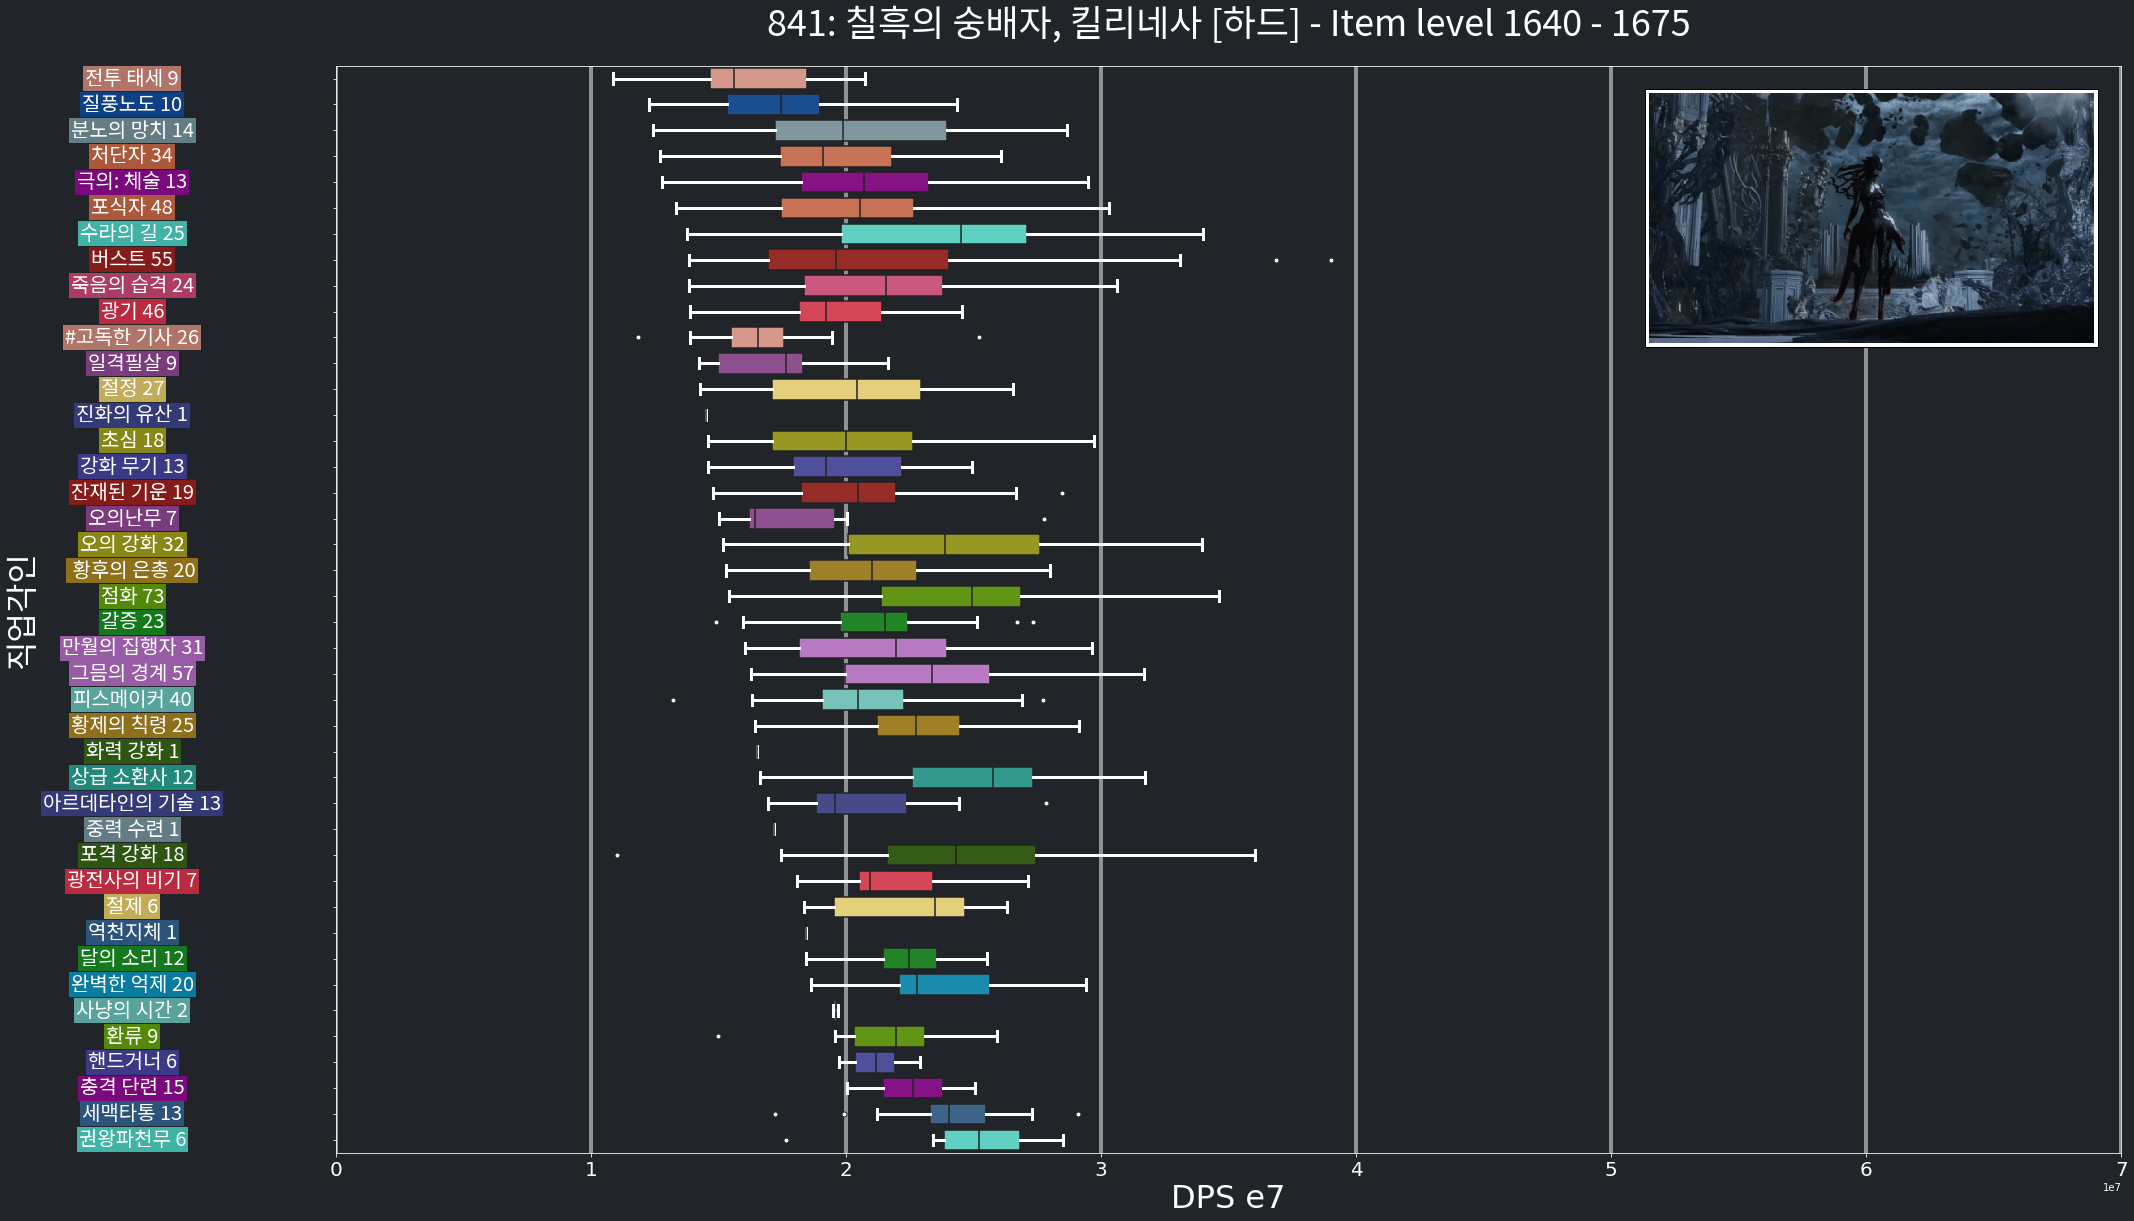 841: 칠흑의 숭배자, 킬리네사 [하드] - Item level 1640 - 1675
직업각인
전투 태세 9
질풍노도 10
분노의 망치 14
처단자 34
극의: 체술 13
포식자 48
수라의 길 25
버스트 55
죽음의 습격 24
광기 46
#고독한 기사 26
일격필살 9
절정 27
진화의 유산 1
초심 18
강화 무기 13
잔재된 기운 19
오의난무 7
오의 강화 32
황후의 은총 20
점화 73
갈증 23
만월의 집행자 31
그믐의 경계 57
피스메이커 40
황제의 칙령 25
화력 강화 1
상급 소환사 12
아르데타인의 기술 13
중력 수련 1
포격 강화 18
광전사의 비기 7
절제 6
역천지체 1
달의 소리 12
완벽한 억제 20
사냥의 시간 2
환류 9
핸드거너 6
충격 단련 15
세맥타통 13
권왕파천무 6
0 1 2 3 4 5 6 7
1e7
DPS e7